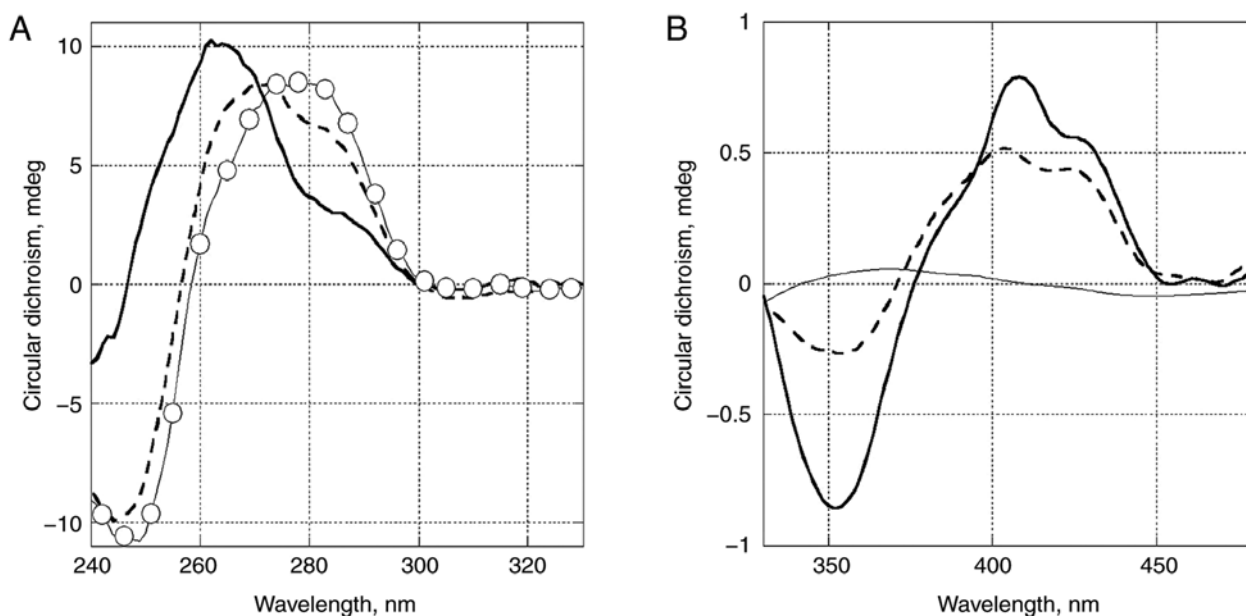 A
Circular dichroism, mdeg
10
5
0
−5
−10
240 260 280 300 320
Wavelength, nm
B
Circular dichroism, mdeg
1
0.5
0
−0.5
−1
350 400 450
Wavelength, nm